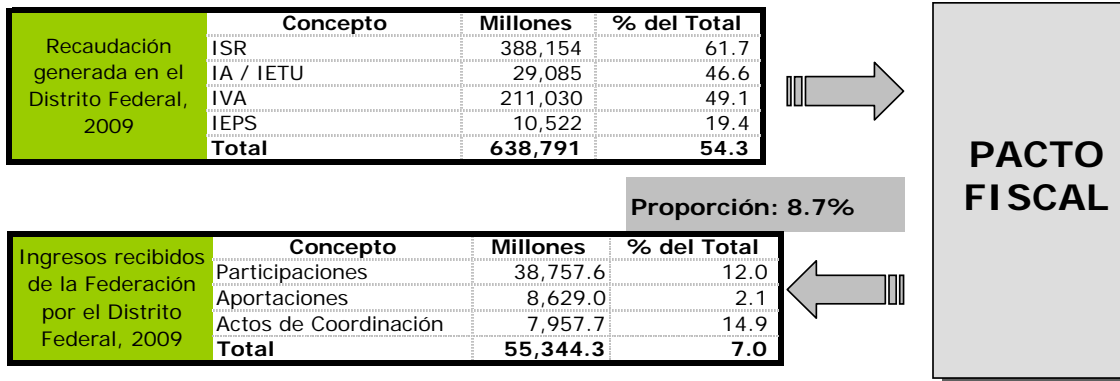 Recaudación generada en el Distrito Federal, 2009
Concepto Millones % del Total
ISR 388,154 61.7
IA / IETU 29,085 46.6
IVA 211,030 49.1
IEPS 10,522 19.4
Total 638,791 54.3
PACTO
FISCAL
Proporción: 8.7%
Ingresos recibidos de la Federación por el Distrito Federal, 2009
Concepto Millones % del Total
Participaciones 38,757.6 12.0
Aportaciones 8,629.0 2.1
Actos de Coordinación 7,957.7 14.9
Total 55,344.3 7.0